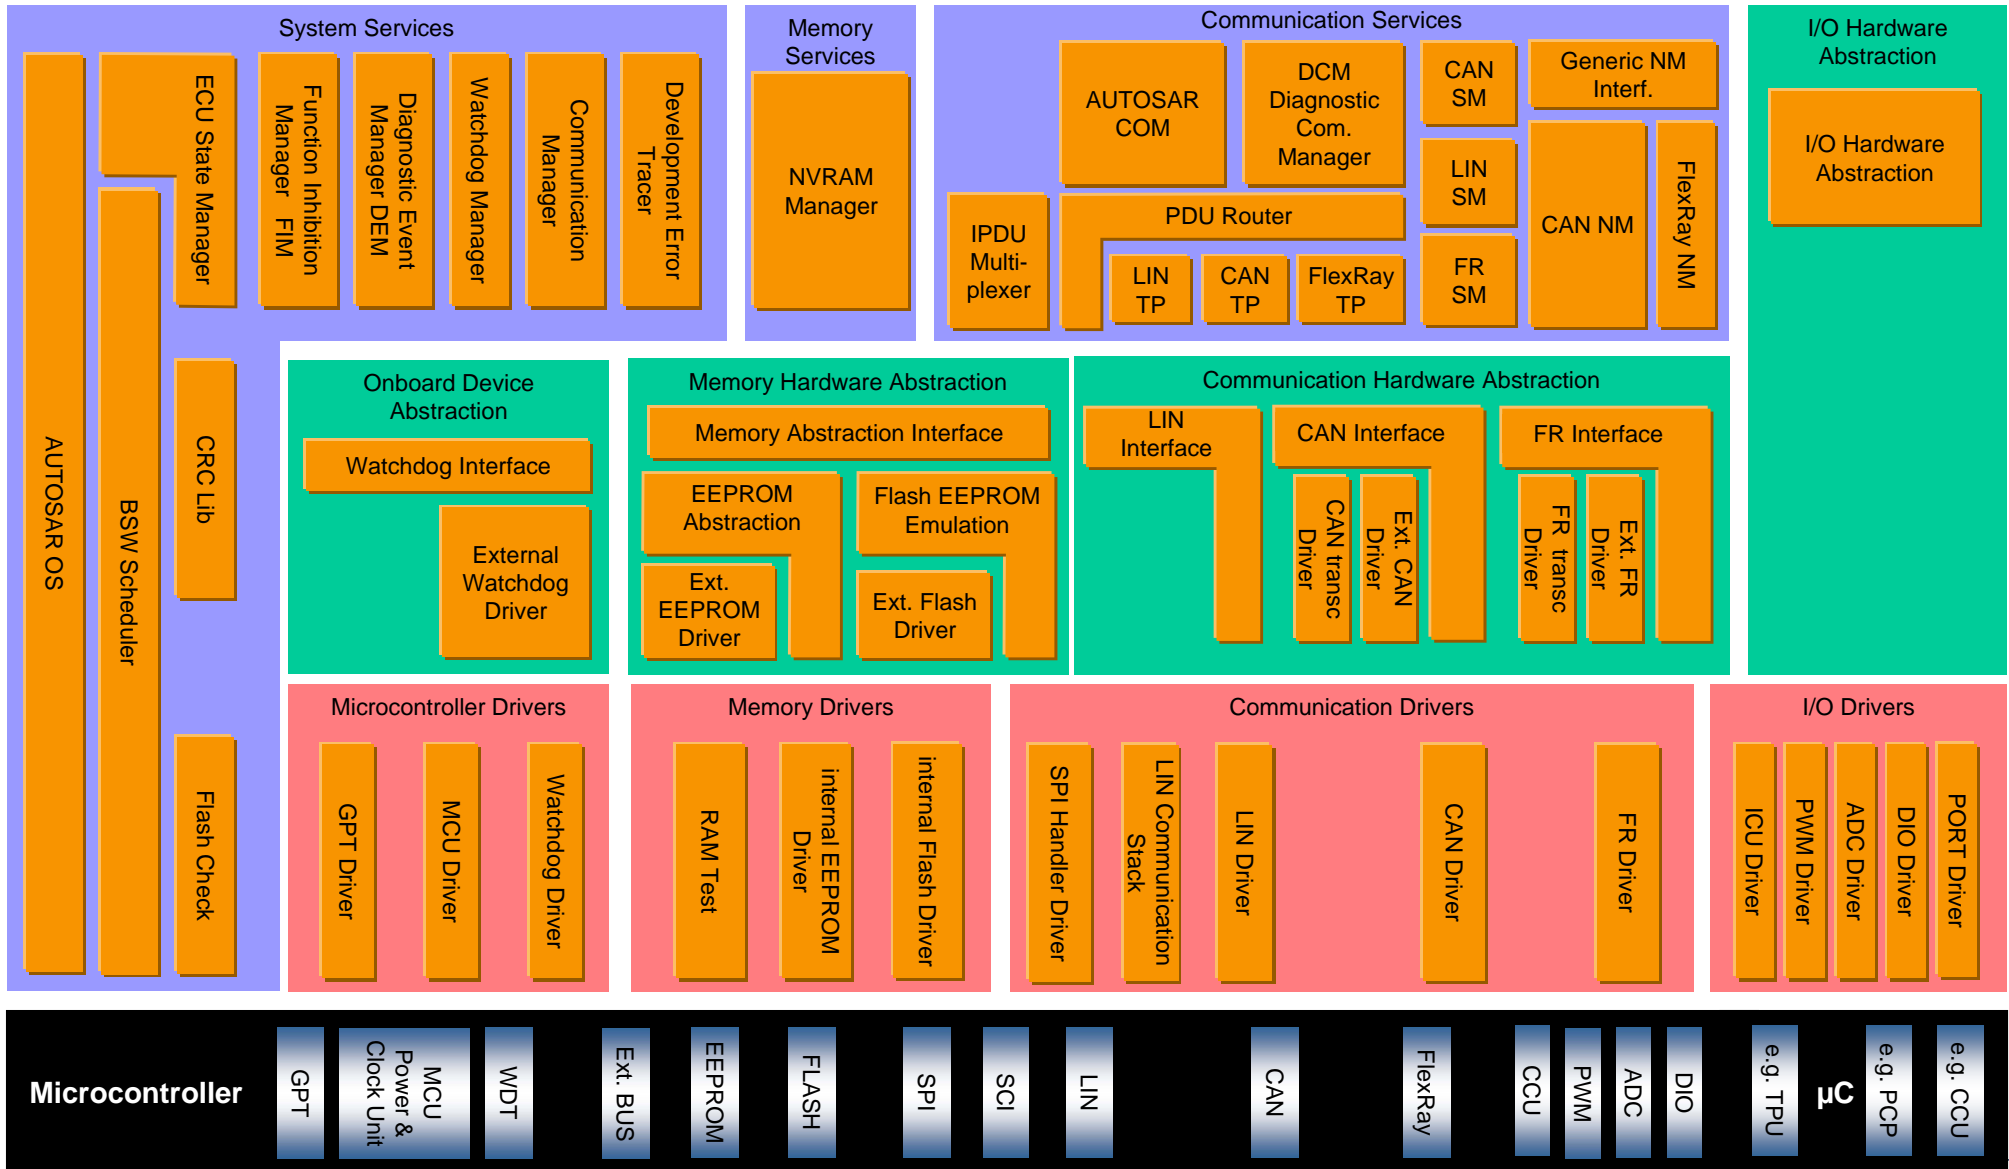 System Services
AUTOSAR OS
BSW Scheduler
ECU State Manager
Function Inhibition
Manager FIM
Diagnostic Event
Manager DEM
Watchdog Manager
Communication
Manager
Development Error
Tracer
CRC Lib
Flash Check
Memory
Services
NVRAM
Manager
Communication Services
AUTOSAR
COM
DCM
Diagnostic
Com.
Manager
IPDU
Multi-
plexer
PDU Router
LIN
TP
CAN
TP
FlexRay
TP
CAN
SM
LIN
SM
FR
SM
Generic NM
Interf.
CAN NM
FlexRay NM
I/O Hardware
Abstraction
I/O Hardware
Abstraction
Onboard Device
Abstraction
Watchdog Interface
External
Watchdog
Driver
Memory Hardware Abstraction
Memory Abstraction Interface
EEPROM
Abstraction
Flash EEPROM
Emulation
Ext.
EEPROM
Driver
Ext. Flash
Driver
Communication Hardware Abstraction
LIN
Interface
CAN Interface
CAN transc
Driver
Ext. CAN
Driver
FR Interface
FR transc
Driver
Ext. FR
Driver
Microcontroller Drivers
GPT Driver
MCU Driver
Watchdog Driver
Memory Drivers
RAM Test
internal EEPROM
Driver
internal Flash Driver
Communication Drivers
SPI Handler Driver
LIN Communication
Stack
LIN Driver
CAN Driver
FR Driver
I/O Drivers
ICU Driver
PWM Driver
ADC Driver
DIO Driver
PORT Driver
Microcontroller
GPT
MCU
Power &
Clock Unit
WDT
Ext. BUS
EEPROM
FLASH
SPI
SCI
LIN
CAN
FlexRay
CCU
PWM
ADC
DIO
e.g. TPU
µC
e.g. PCP
e.g. CCU